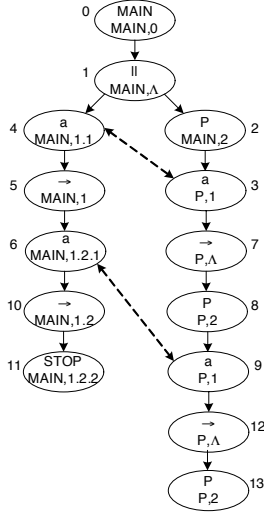 0
MAIN
MAIN,0
1
||
MAIN,Λ
4
a
MAIN,1.1
P
MAIN,2
2
5
→
MAIN,1
a
P,1
3
6
a
MAIN,1.2.1
→
P,Λ
7
10
→
MAIN,1.2
P
P,2
8
11
STOP
MAIN,1.2.2
a
P,1
9
→
P,Λ
12
P
P,2
13